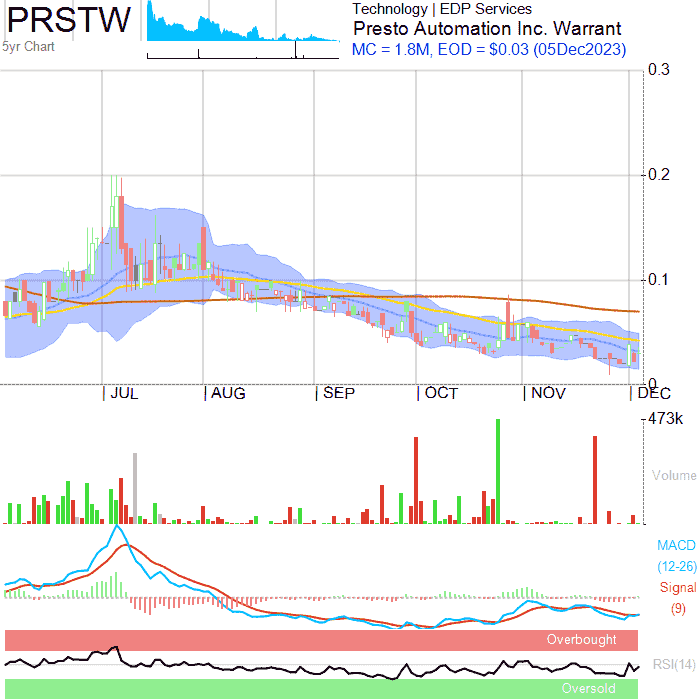 PRSTW
5yr Chart
Technology | EDP Services
Presto Automation Inc. Warrant
MC = 1.8M, EOD = $0.03 (05Dec2023)
0.3
0.2
0.1
0
JUL AUG SEP OCT NOV DEC
473k
Volume
MACD
(12-26)
Signal
(9)
Overbought
RSI(14)
Oversold